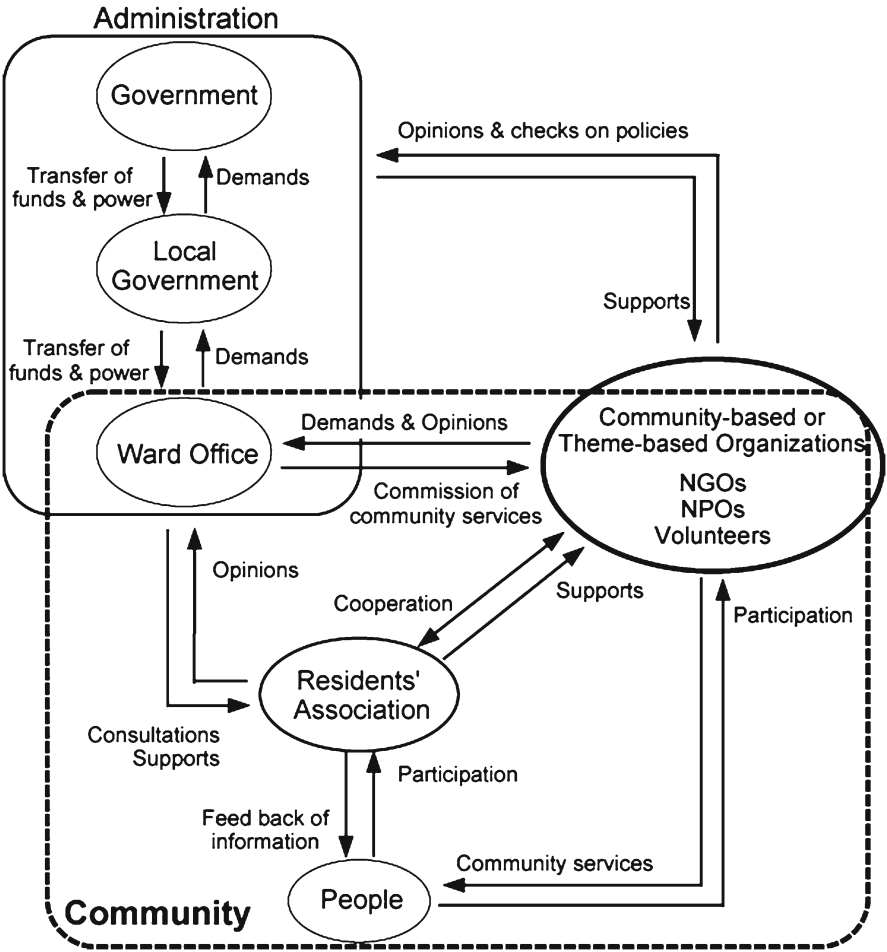 Administration
Government
Opinions & checks on policies
Transfer of
funds & power
Demands
Local
Government
Supports
Transfer of
funds & power
Demands
Ward Office
Demands & Opinions
Commission of
community services
Community-based or
Theme-based Organizations
NGOs
NPOs
Volunteers
Opinions
Cooperation
Supports
Participation
Residents'
Association
Consultations
Supports
Participation
Feed back of
information
Community services
People
Community